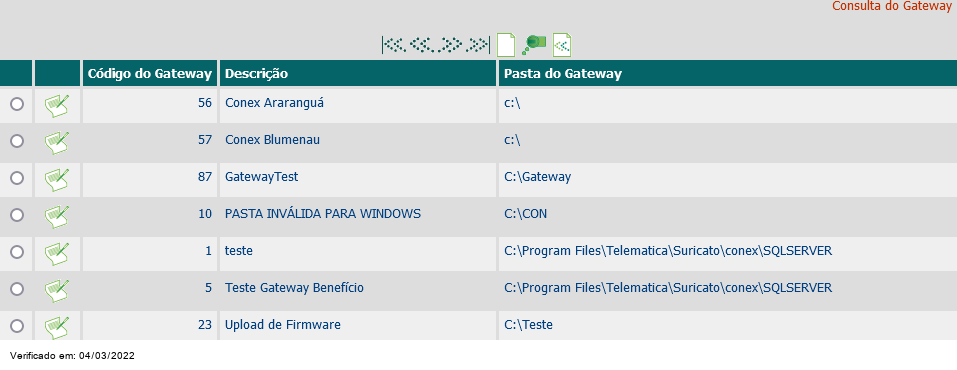 Consulta do Gateway
Código do Gateway Descrição Pasta do Gateway
56 Conex Araranguá c:\
57 Conex Blumenau c:\
87 GatewayTest C:\Gateway
10 PASTA INVÁLIDA PARA WINDOWS C:\CON
1 teste C:\Program Files\Telematica\Suricato\conex\SQLSERVER
5 Teste Gateway Benefício C:\Program Files\Telematica\Suricato\conex\SQLSERVER
23 Upload de Firmware C:\Teste
Verificado em: 04/03/2022